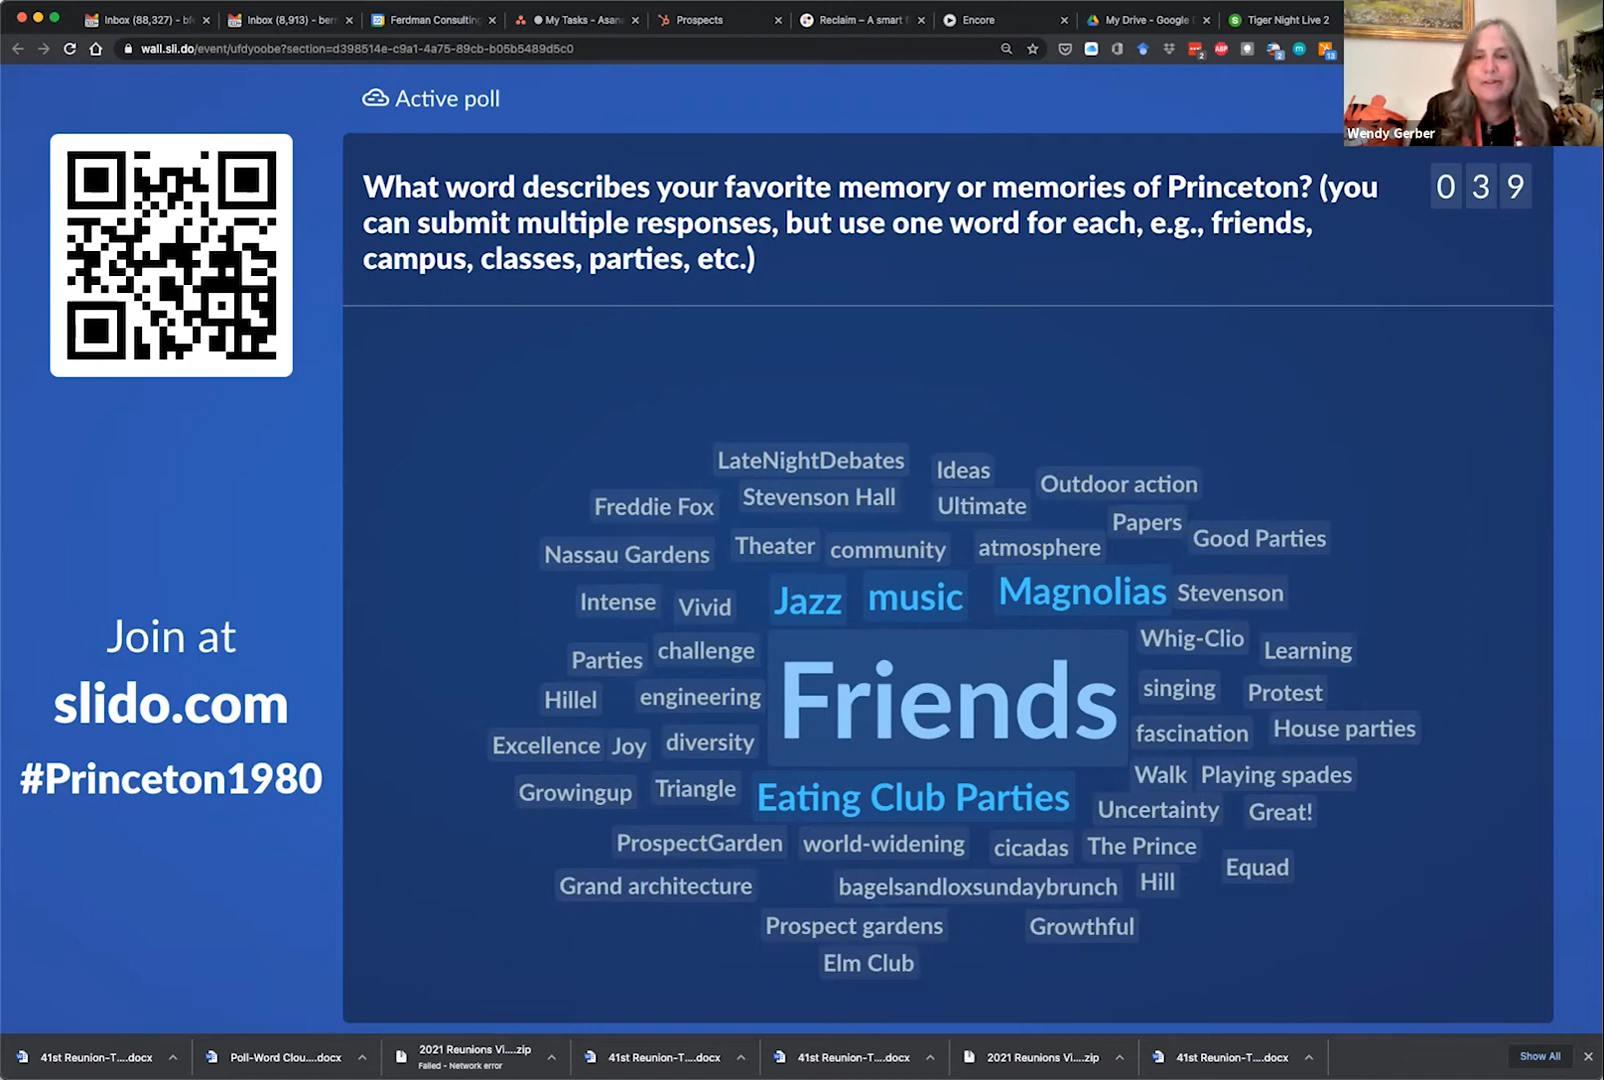 Inbox (88,327) - bf
Inbox (8,913) - ber
Ferdman Consulting
My Tasks - Asan
Prospects
Reclaim – A smart
Encore
My Drive - Google
Tiger Night Live 2
wall.sli.do/event/ufdyoobe?section=d398514e-c9a1-4a75-89cb-b05b5489d5c0
Wendy Gerber
Active poll
What word describes your favorite memory or memories of Princeton? (you
can submit multiple responses, but use one word for each, e.g., friends,
campus, classes, parties, etc.)
039
Join at
slido.com
#Princeton1980
LateNightDebates
Ideas
Stevenson Hall
Outdoor action
Freddie Fox
Ultimate
Papers
Good Parties
Nassau Gardens
Theater
community
atmosphere
Intense
Vivid
Jazz
music
Magnolias
Stevenson
Parties
challenge
Whig-Clio
Learning
Hillel
engineering
Friends
singing
Protest
Excellence
Joy
diversity
fascination
House parties
Growingup
Triangle
Eating Club Parties
Walk
Playing spades
Uncertainty
Great!
ProspectGarden
world-widening
cicadas
The Prince
Equad
Grand architecture
bagelsandloxsundaybrunch
Hill
Prospect gardens
Growthful
Elm Club
41st Reunion-T....docx
Poll-Word Clou....docx
2021 Reunions Vi....zip
Failed - Network error
41st Reunion-T....docx
41st Reunion-T....docx
2021 Reunions Vi....zip
41st Reunion-T....docx
Show All